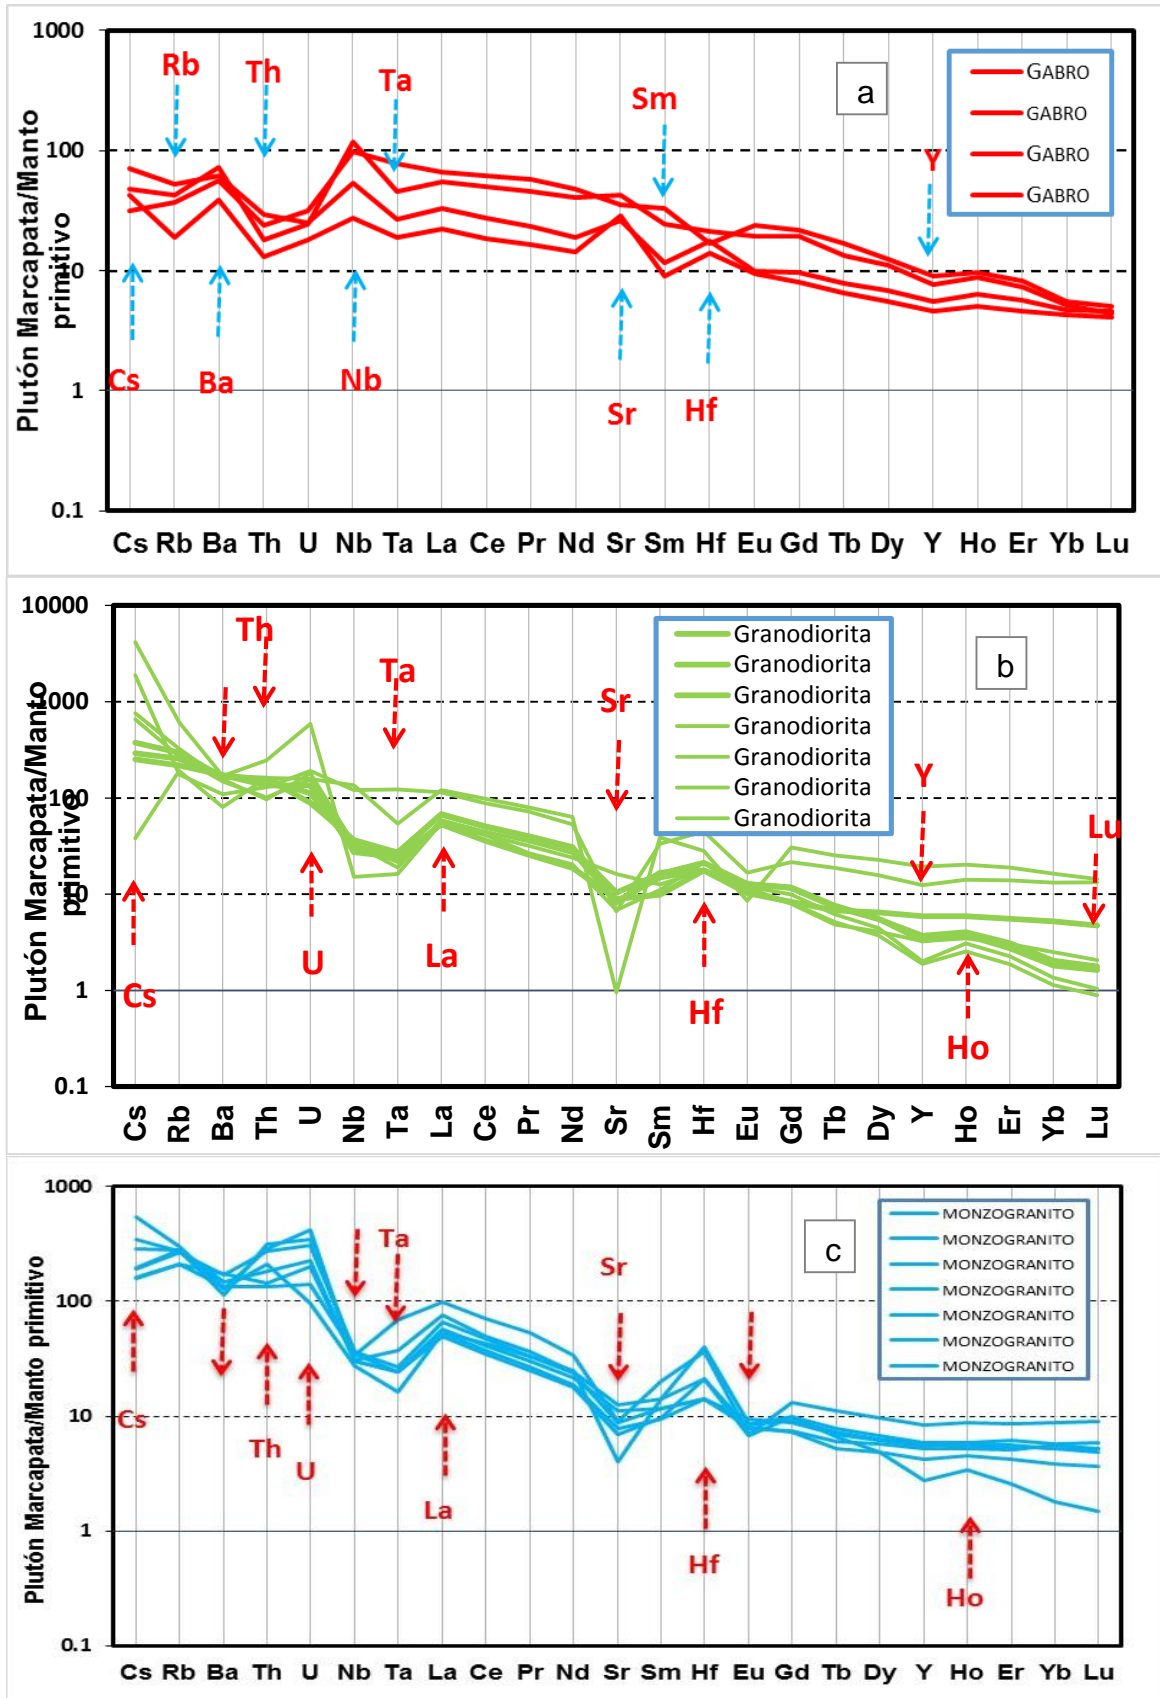 1000
100
10
1
0.1
Plutón Marcapata/Manto
primitivo
Rb
Th
Ta
Sm
Y
a
GABRO
GABRO
GABRO
GABRO
Cs
Ba
Nb
Sr
Hf
Cs Rb Ba Th U Nb Ta La Ce Pr Nd Sr Sm Hf Eu Gd Tb Dy Y Ho Er Yb Lu
10000
1000
100
10
1
0.1
Plutón Marcapata/Manto
primitivo
Th
Ta
Sr
Y
Lu
b
Granodiorita
Granodiorita
Granodiorita
Granodiorita
Granodiorita
Granodiorita
Granodiorita
Cs
U
La
Hf
Ho
Cs Rb Ba Th U Nb Ta La Ce Pr Nd Sr Sm Hf Eu Gd Tb Dy Y Ho Er Yb Lu
1000
100
10
1
0.1
Plutón Marcapata/Manto primitivo
Ta
Sr
c
MONZOGRANITO
MONZOGRANITO
MONZOGRANITO
MONZOGRANITO
MONZOGRANITO
MONZOGRANITO
MONZOGRANITO
Cs
Th
U
La
Hf
Ho
Cs Rb Ba Th U Nb Ta La Ce Pr Nd Sr Sm Hf Eu Gd Tb Dy Y Ho Er Yb Lu